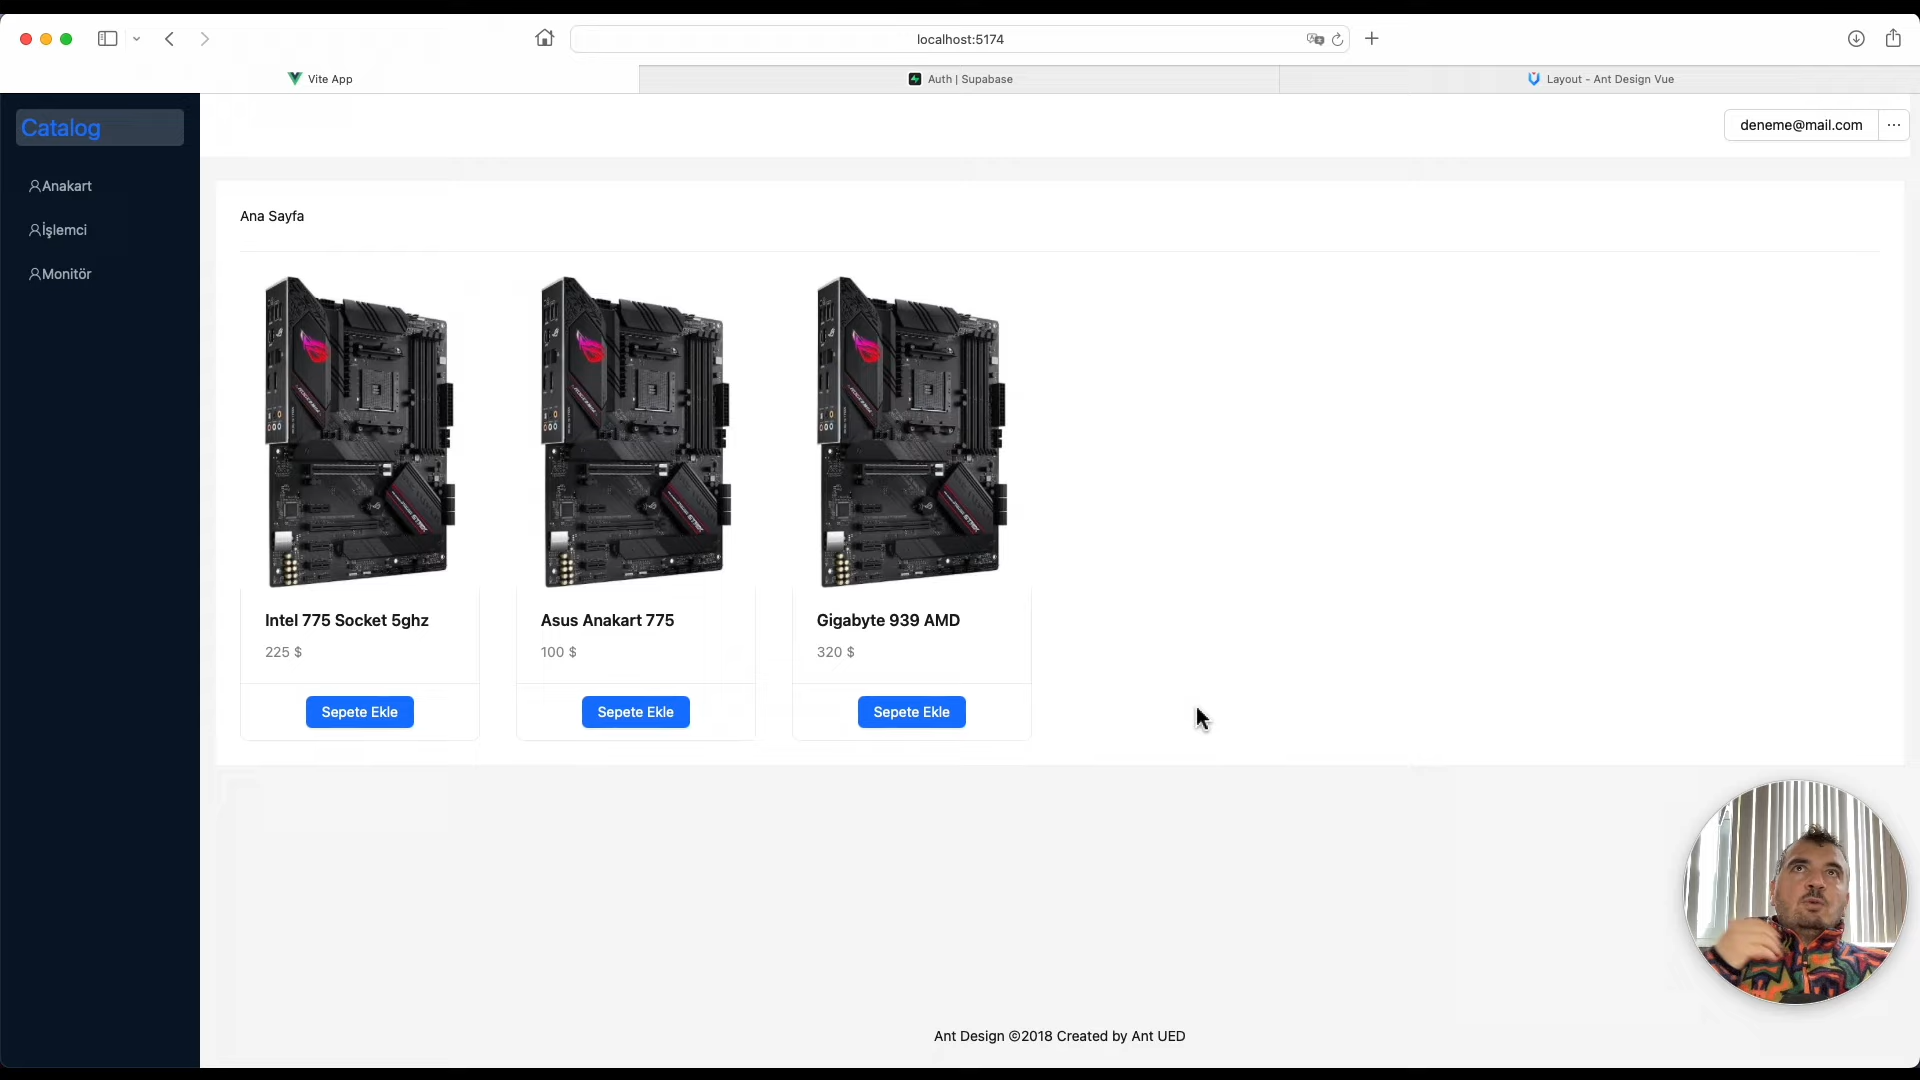 localhost:5174
Vite App
Auth | Supabase
Layout - Ant Design Vue
Catalog
deneme@mail.com
Anakart
İşlemci
Monitör
Ana Sayfa
Intel 775 Socket 5ghz
225 $
Sepete Ekle
Asus Anakart 775
100 $
Sepete Ekle
Gigabyte 939 AMD
320 $
Sepete Ekle
Ant Design ©2018 Created by Ant UED